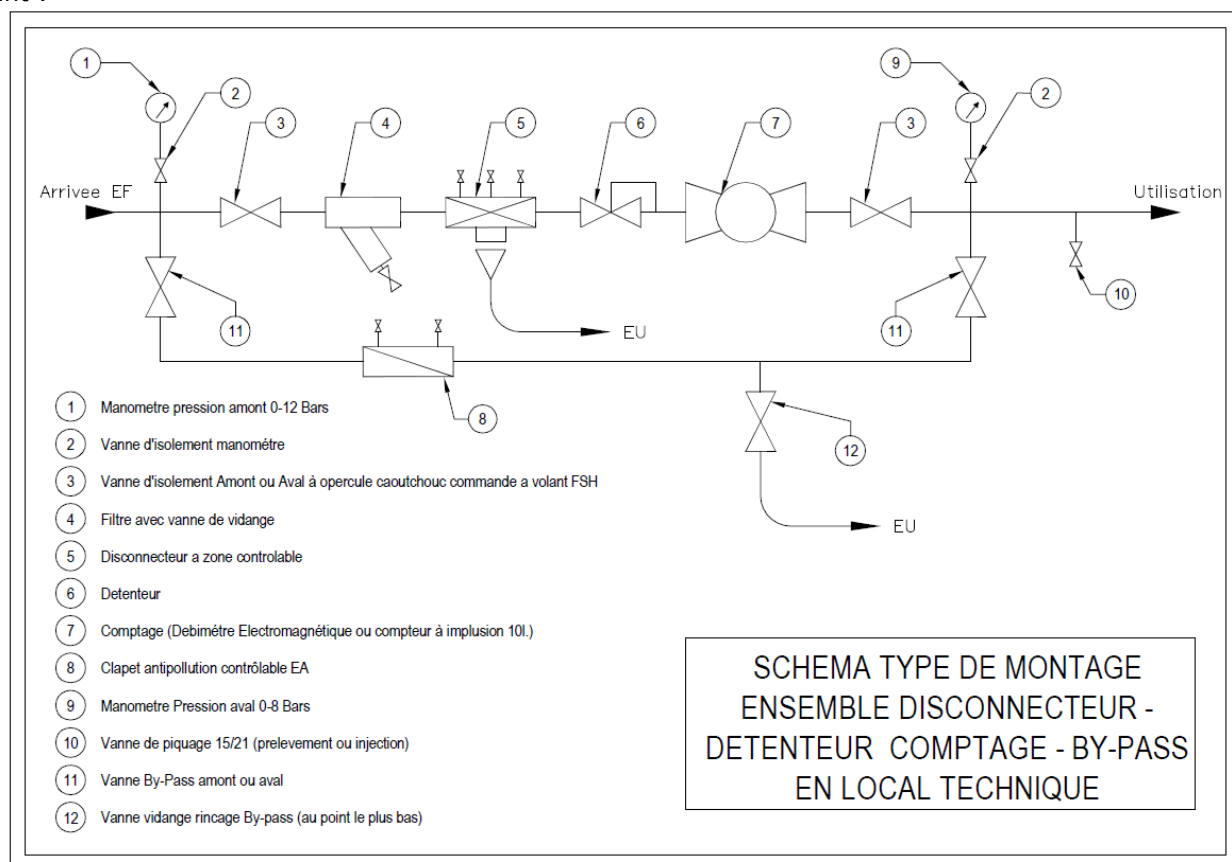 1
2
3
4
5
6
7
3
9
2
Arrivee EF
Utilisation
11
EU
11
10
8
12
EU
1 Manometre pression amont 0-12 Bars
2 Vanne d'isolement manométre
3 Vanne d'isolement Amont ou Aval à opercule caoutchouc commande a volant FSH
4 Filtre avec vanne de vidange
5 Disconnecteur a zone controlable
6 Detenteur
7 Comptage (Debimétre Electromagnétique ou compteur à implusion 10l.)
8 Clapet antipollution contrôlable EA
9 Manometre Pression aval 0-8 Bars
10 Vanne de piquage 15/21 (prelevement ou injection)
11 Vanne By-Pass amont ou aval
12 Vanne vidange rincage By-pass (au point le plus bas)
SCHEMA TYPE DE MONTAGE
ENSEMBLE DISCONNECTEUR -
DETENTEUR COMPTAGE - BY-PASS
EN LOCAL TECHNIQUE